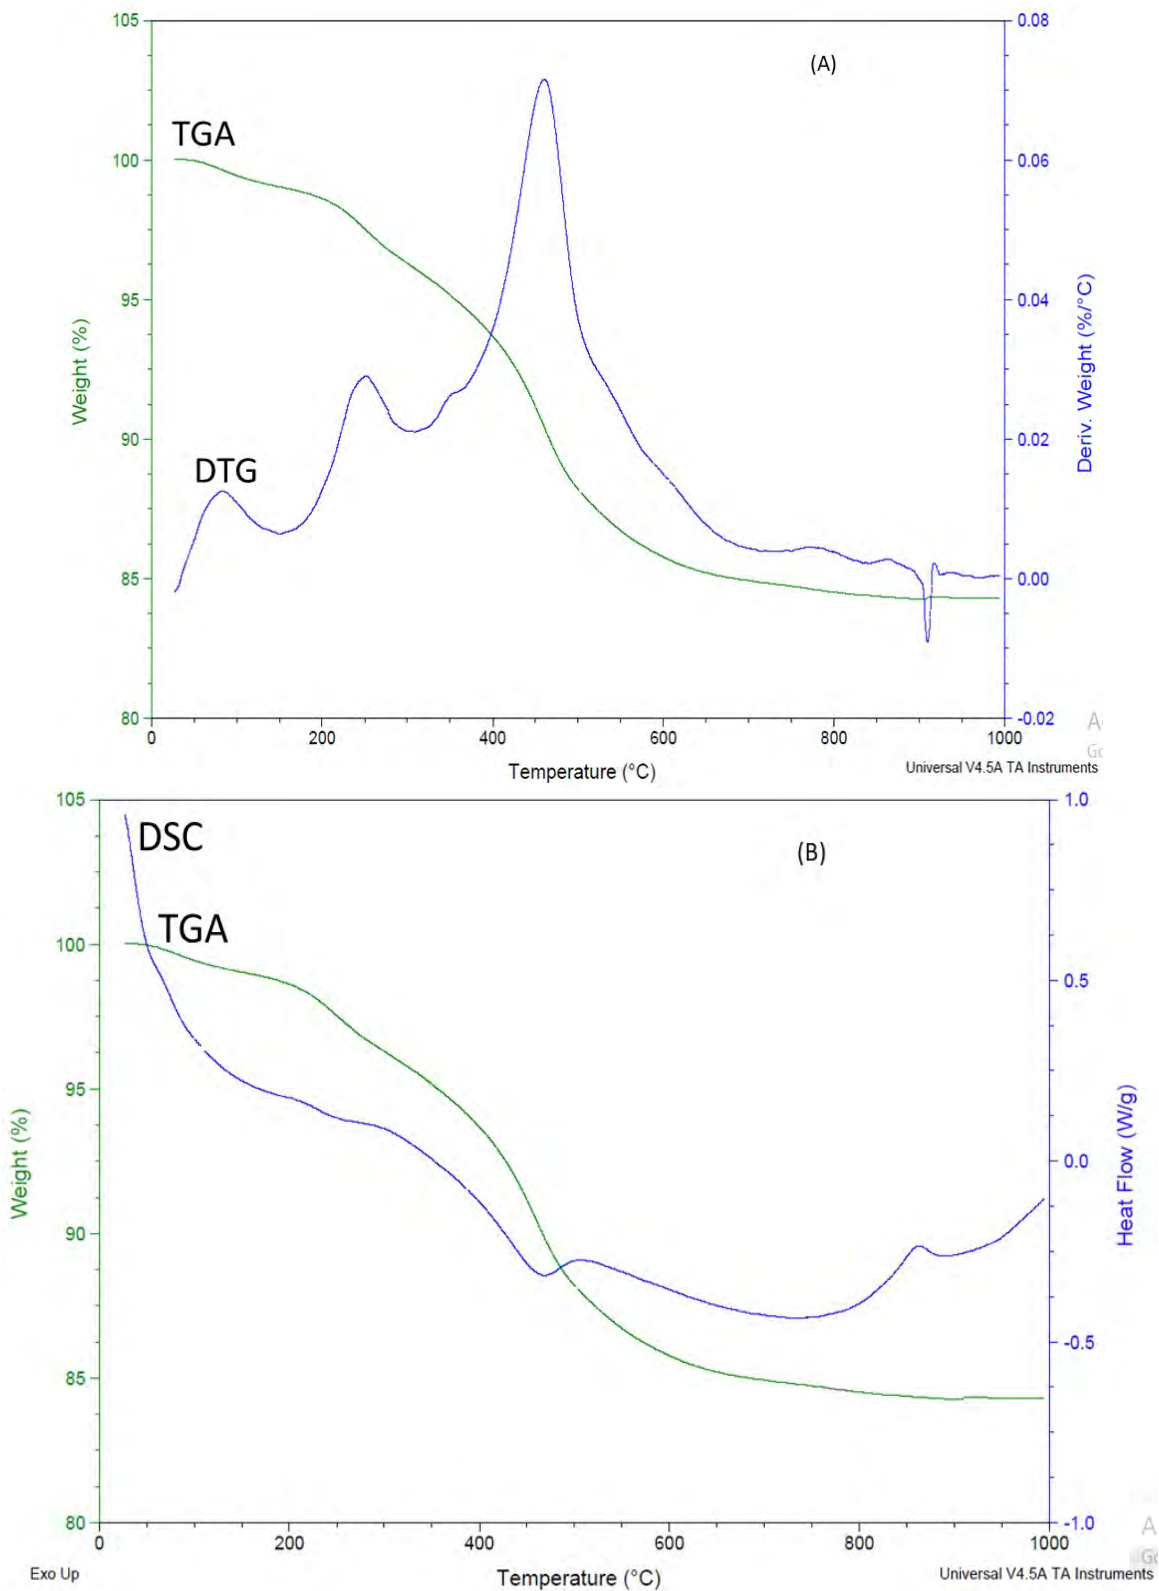 105
0.08
(A)
TGA
100
0.06
95
0.04
Weight (%)
Deriv. Weight (%/°C)
90
0.02
DTG
85
0.00
80
-0.02
0
200
400
600
800
1000
Temperature (°C)
Universal V4.5A TA Instruments
105
1.0
DSC
(B)
TGA
100
0.5
95
0.0
Weight (%)
Heat Flow (W/g)
90
-0.5
85
80
-1.0
0
200
400
600
800
1000
Exo Up
Temperature (°C)
Universal V4.5A TA Instruments